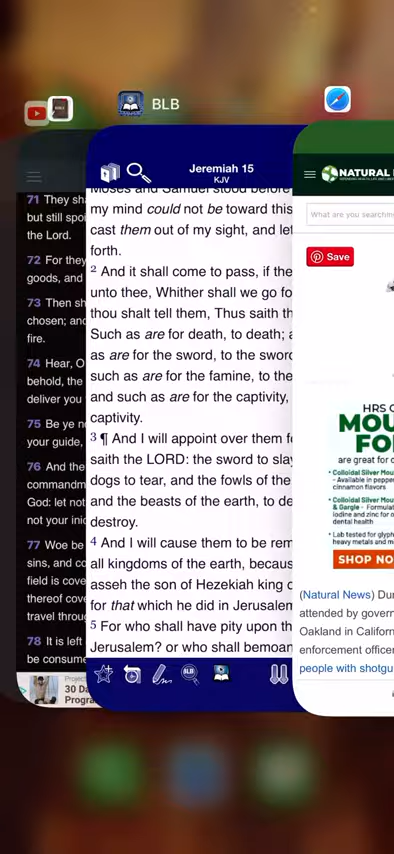 BLB
71 They sha
but still spoi
the Lord.
72 For they
goods, and
73 Then sh
chosen; and
fire.
74 Hear, O
behold, the
deliver you
75 Be ye n
your guide,
76 And the
commandm
God: let not
not your iniq
77 Woe be
sins, and co
field is cove
thereof cove
travel throug
78 It is left
be consume
Project
30 Da
Progra
Jeremiah 15
KJV
Moses and Samuel stood before
my mind could not be toward this
cast them out of my sight, and let
forth.
2 And it shall come to pass, if the
unto thee, Whither shall we go fo
thou shalt tell them, Thus saith th
Such as are for death, to death; a
as are for the sword, to the sword
such as are for the famine, to the
and such as are for the captivity,
captivity.
3 ¶ And I will appoint over them fo
saith the LORD: the sword to slay
dogs to tear, and the fowls of the
and the beasts of the earth, to de
destroy.
4 And I will cause them to be rem
all kingdoms of the earth, becaus
asseh the son of Hezekiah king o
for that which he did in Jerusalem
5 For who shall have pity upon th
Jerusalem? or who shall bemoan
BLB
NATURAL
What are you searching
Save
HRS C
MOU
FO
are great for c
• Colloidal Silver Mou
- Available in pepper
cinnamon flavors
• Colloidal Silver Mou
& Gargle - Formulat
iodine and zinc for o
dental health
• Lab tested for glyph
heavy metals and m
SHOP NO
(Natural News) Dur
attended by govern
Oakland in Californ
enforcement officer
people with shotgu